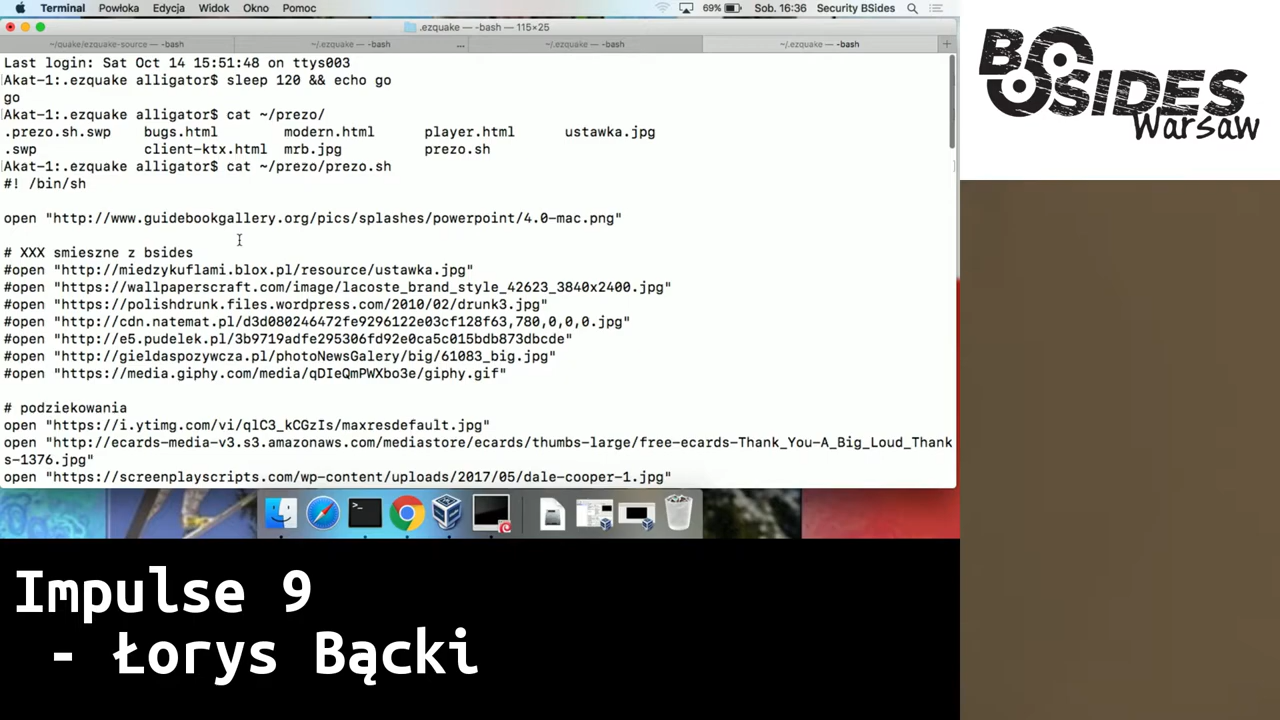 Terminal Powłoka Edycja Widok Okno Pomoc 69% Sob. 16:36 Security BSides
.ezquake — -bash — 115×25
~/quake/ezquake-source — -bash ~/.ezquake — -bash ... ~/.ezquake — -bash ~/.ezquake — -bash +
Last login: Sat Oct 14 15:51:48 on ttys003
Akat-1:.ezquake alligator$ sleep 120 && echo go
go
Akat-1:.ezquake alligator$ cat ~/prezo/
.prezo.sh.swp bugs.html modern.html player.html ustawka.jpg
.swp client-ktx.html mrb.jpg prezo.sh
Akat-1:.ezquake alligator$ cat ~/prezo/prezo.sh
#! /bin/sh
open "http://www.guidebookgallery.org/pics/splashes/powerpoint/4.0-mac.png"
# XXX smieszne z bsides
#open "http://miedzykuflami.blox.pl/resource/ustawka.jpg"
#open "https://wallpaperscraft.com/image/lacoste_brand_style_42623_3840x2400.jpg"
#open "https://polishdrunk.files.wordpress.com/2010/02/drunk3.jpg"
#open "http://cdn.natemat.pl/d3d080246472fe9296122e03cf128f63,780,0,0,0.jpg"
#open "http://e5.pudelek.pl/3b9719adfe295306fd92e0ca5c015bdb873dbcde"
#open "http://gieldaspozywcza.pl/photoNewsGalery/big/61083_big.jpg"
#open "https://media.giphy.com/media/qDIeQmPWXbo3e/giphy.gif"
# podziekowania
open "https://i.ytimg.com/vi/qlC3_kCGzIs/maxresdefault.jpg"
open "http://ecards-media-v3.s3.amazonaws.com/mediastore/ecards/thumbs-large/free-ecards-Thank_You-A_Big_Loud_Thank
s-1376.jpg"
open "https://screenplayscripts.com/wp-content/uploads/2017/05/dale-cooper-1.jpg"
BSIDES
Warsaw
Impulse 9
- Łorys Bącki